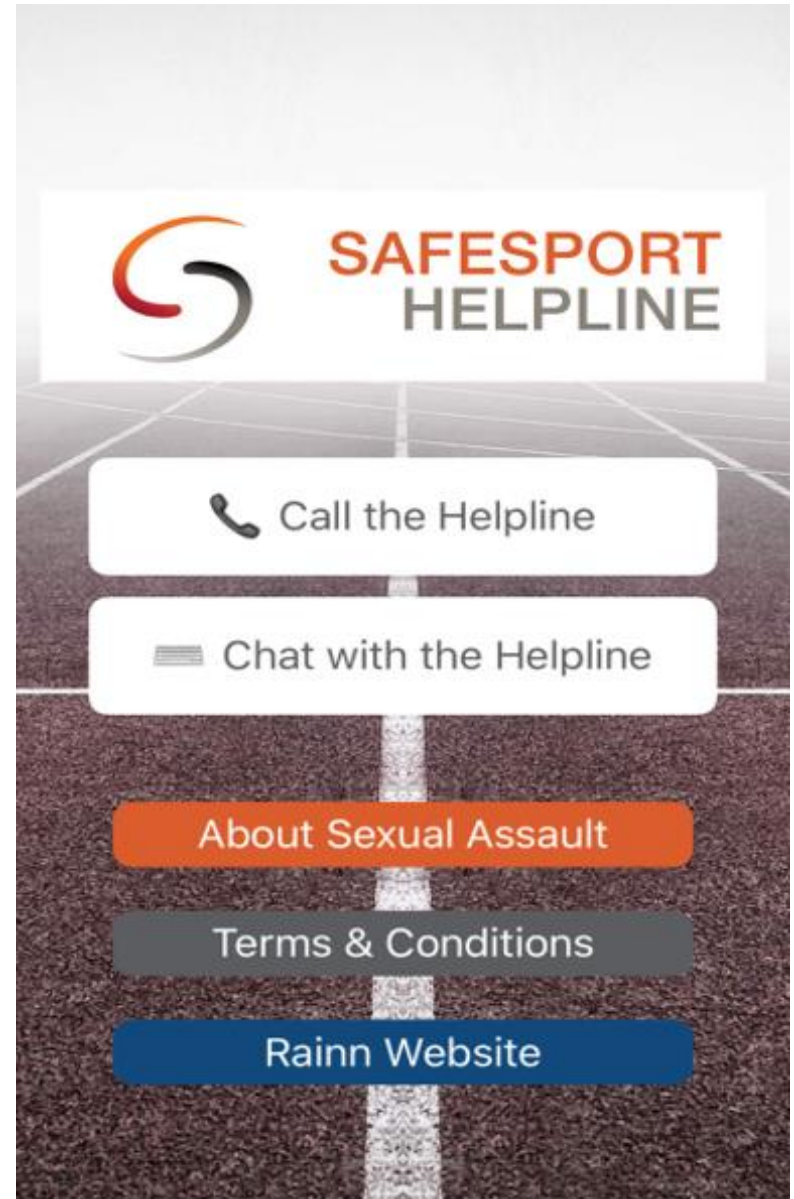 SAFESPORT
HELPLINE
Call the Helpline
Chat with the Helpline
About Sexual Assault
Terms & Conditions
Rainn Website